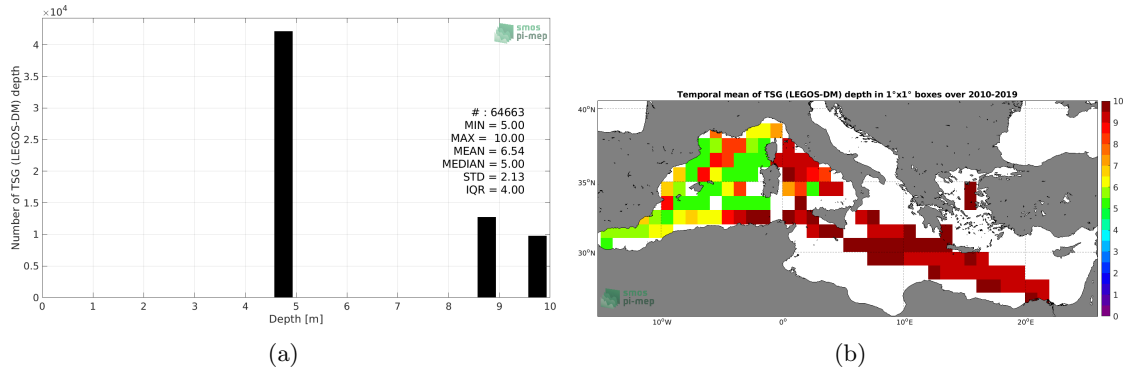 ×10⁴
4
3.5
3
2.5
2
1.5
1
0.5
0
Number of TSG (LEGOS-DM) depth
smos
pi-mep
# : 64663
MIN = 5.00
MAX = 10.00
MEAN = 6.54
MEDIAN = 5.00
STD = 2.13
IQR = 4.00
0 1 2 3 4 5 6 7 8 9 10
Depth [m]
(a)
Temporal mean of TSG (LEGOS-DM) depth in 1°x1° boxes over 2010-2019
40°N
35°N
30°N
10°W 0° 10°E 20°E
smos
pi-mep
10
9
8
7
6
5
4
3
2
1
0
(b)